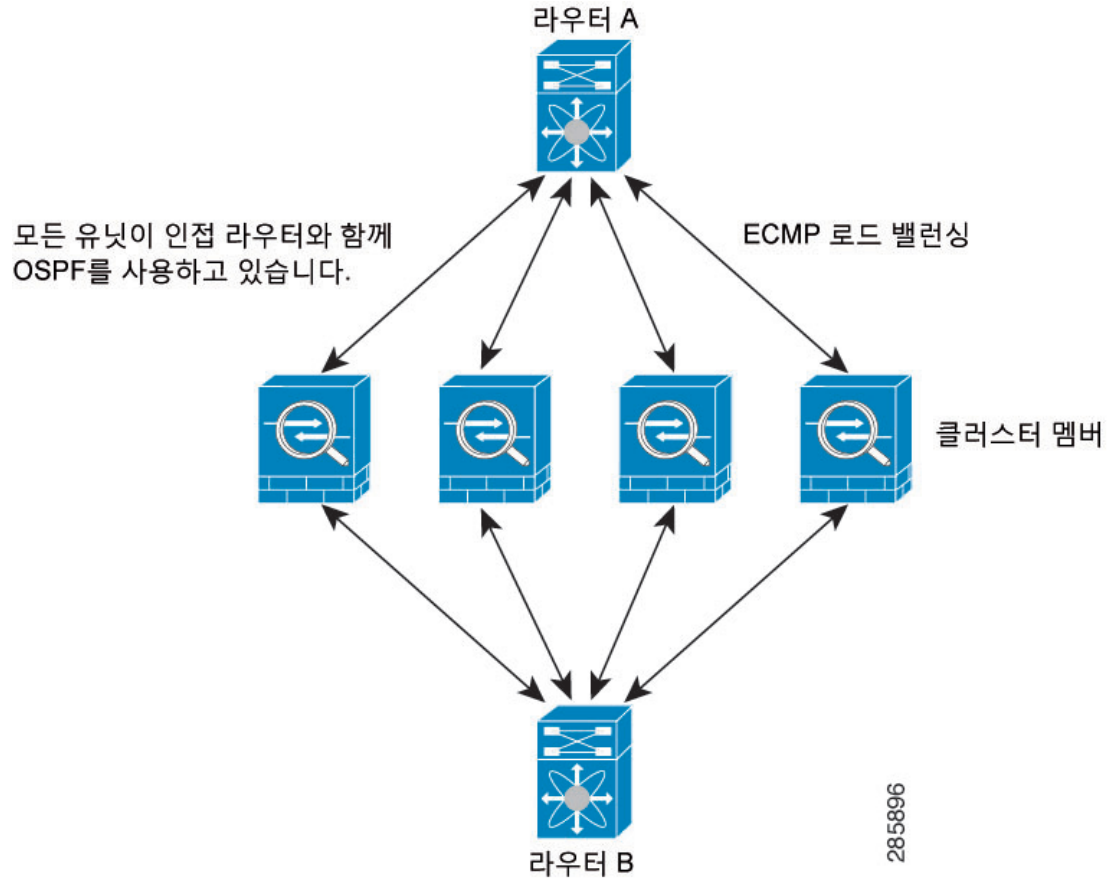 라우터 A
모든 유닛이 인접 라우터와 함께
OSPF를 사용하고 있습니다.
ECMP 로드 밸런싱
클러스터 멤버
라우터 B
285896